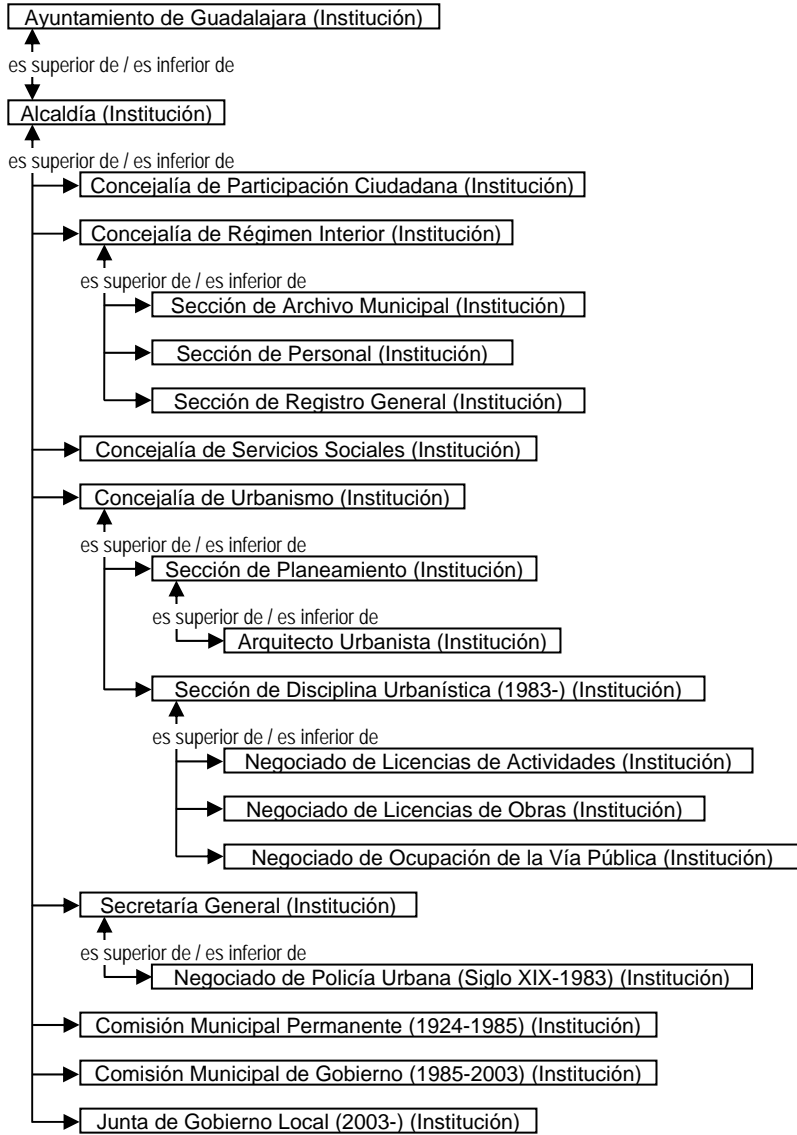 Ayuntamiento de Guadalajara (Institución)
es superior de / es inferior de
Alcaldía (Institución)
es superior de / es inferior de
Concejalía de Participación Ciudadana (Institución)
Concejalía de Régimen Interior (Institución)
es superior de / es inferior de
Sección de Archivo Municipal (Institución)
Sección de Personal (Institución)
Sección de Registro General (Institución)
Concejalía de Servicios Sociales (Institución)
Concejalía de Urbanismo (Institución)
es superior de / es inferior de
Sección de Planeamiento (Institución)
es superior de / es inferior de
Arquitecto Urbanista (Institución)
Sección de Disciplina Urbanística (1983-) (Institución)
es superior de / es inferior de
Negociado de Licencias de Actividades (Institución)
Negociado de Licencias de Obras (Institución)
Negociado de Ocupación de la Vía Pública (Institución)
Secretaría General (Institución)
es superior de / es inferior de
Negociado de Policía Urbana (Siglo XIX-1983) (Institución)
Comisión Municipal Permanente (1924-1985) (Institución)
Comisión Municipal de Gobierno (1985-2003) (Institución)
Junta de Gobierno Local (2003-) (Institución)